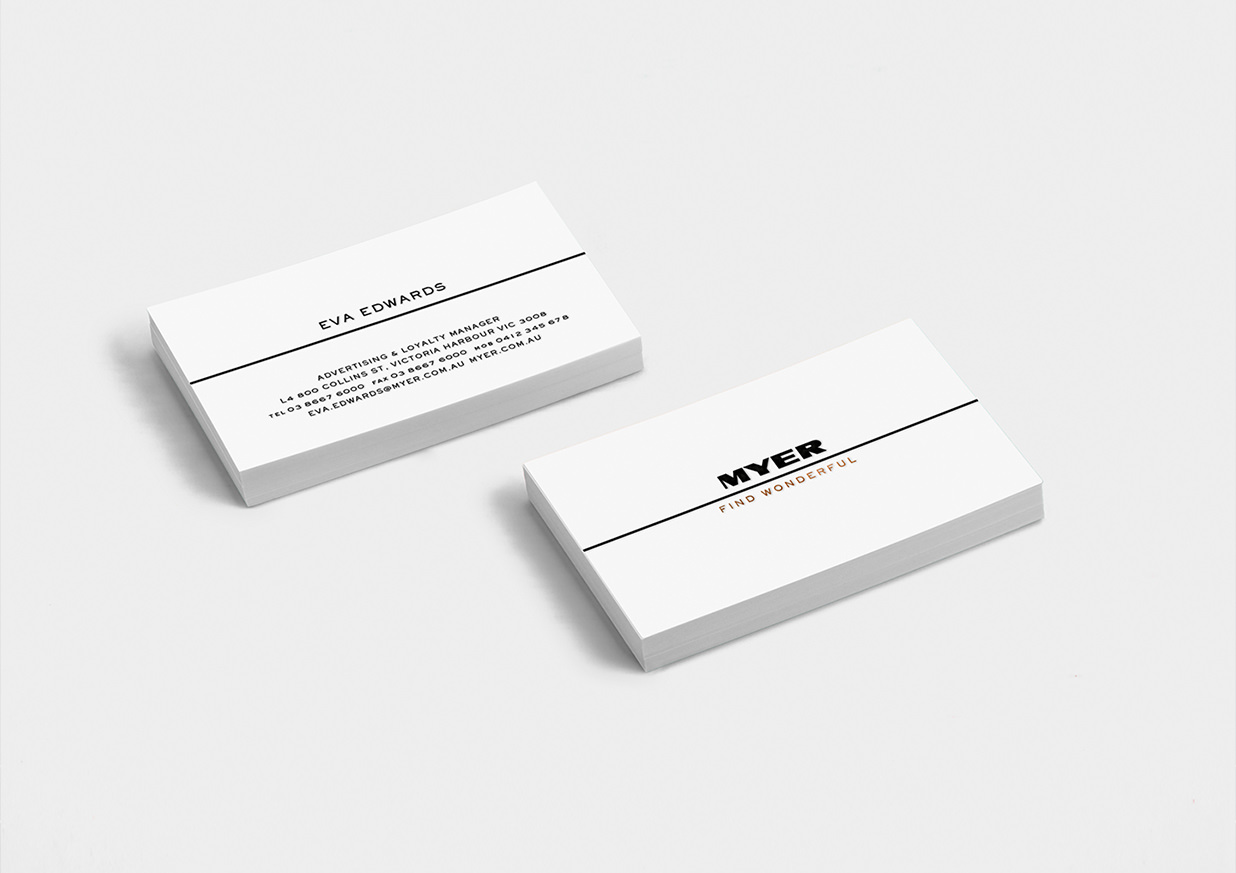 EVA EDWARDS
ADVERTISING & LOYALTY MANAGER
L4 800 COLLINS ST, VICTORIA HARBOUR VIC 3008
TEL 03 8667 6000 FAX 03 8667 6000 MOB 0412 345 678
EVA.EDWARDS@MYER.COM.AU MYER.COM.AU
MYER
FIND WONDERFUL